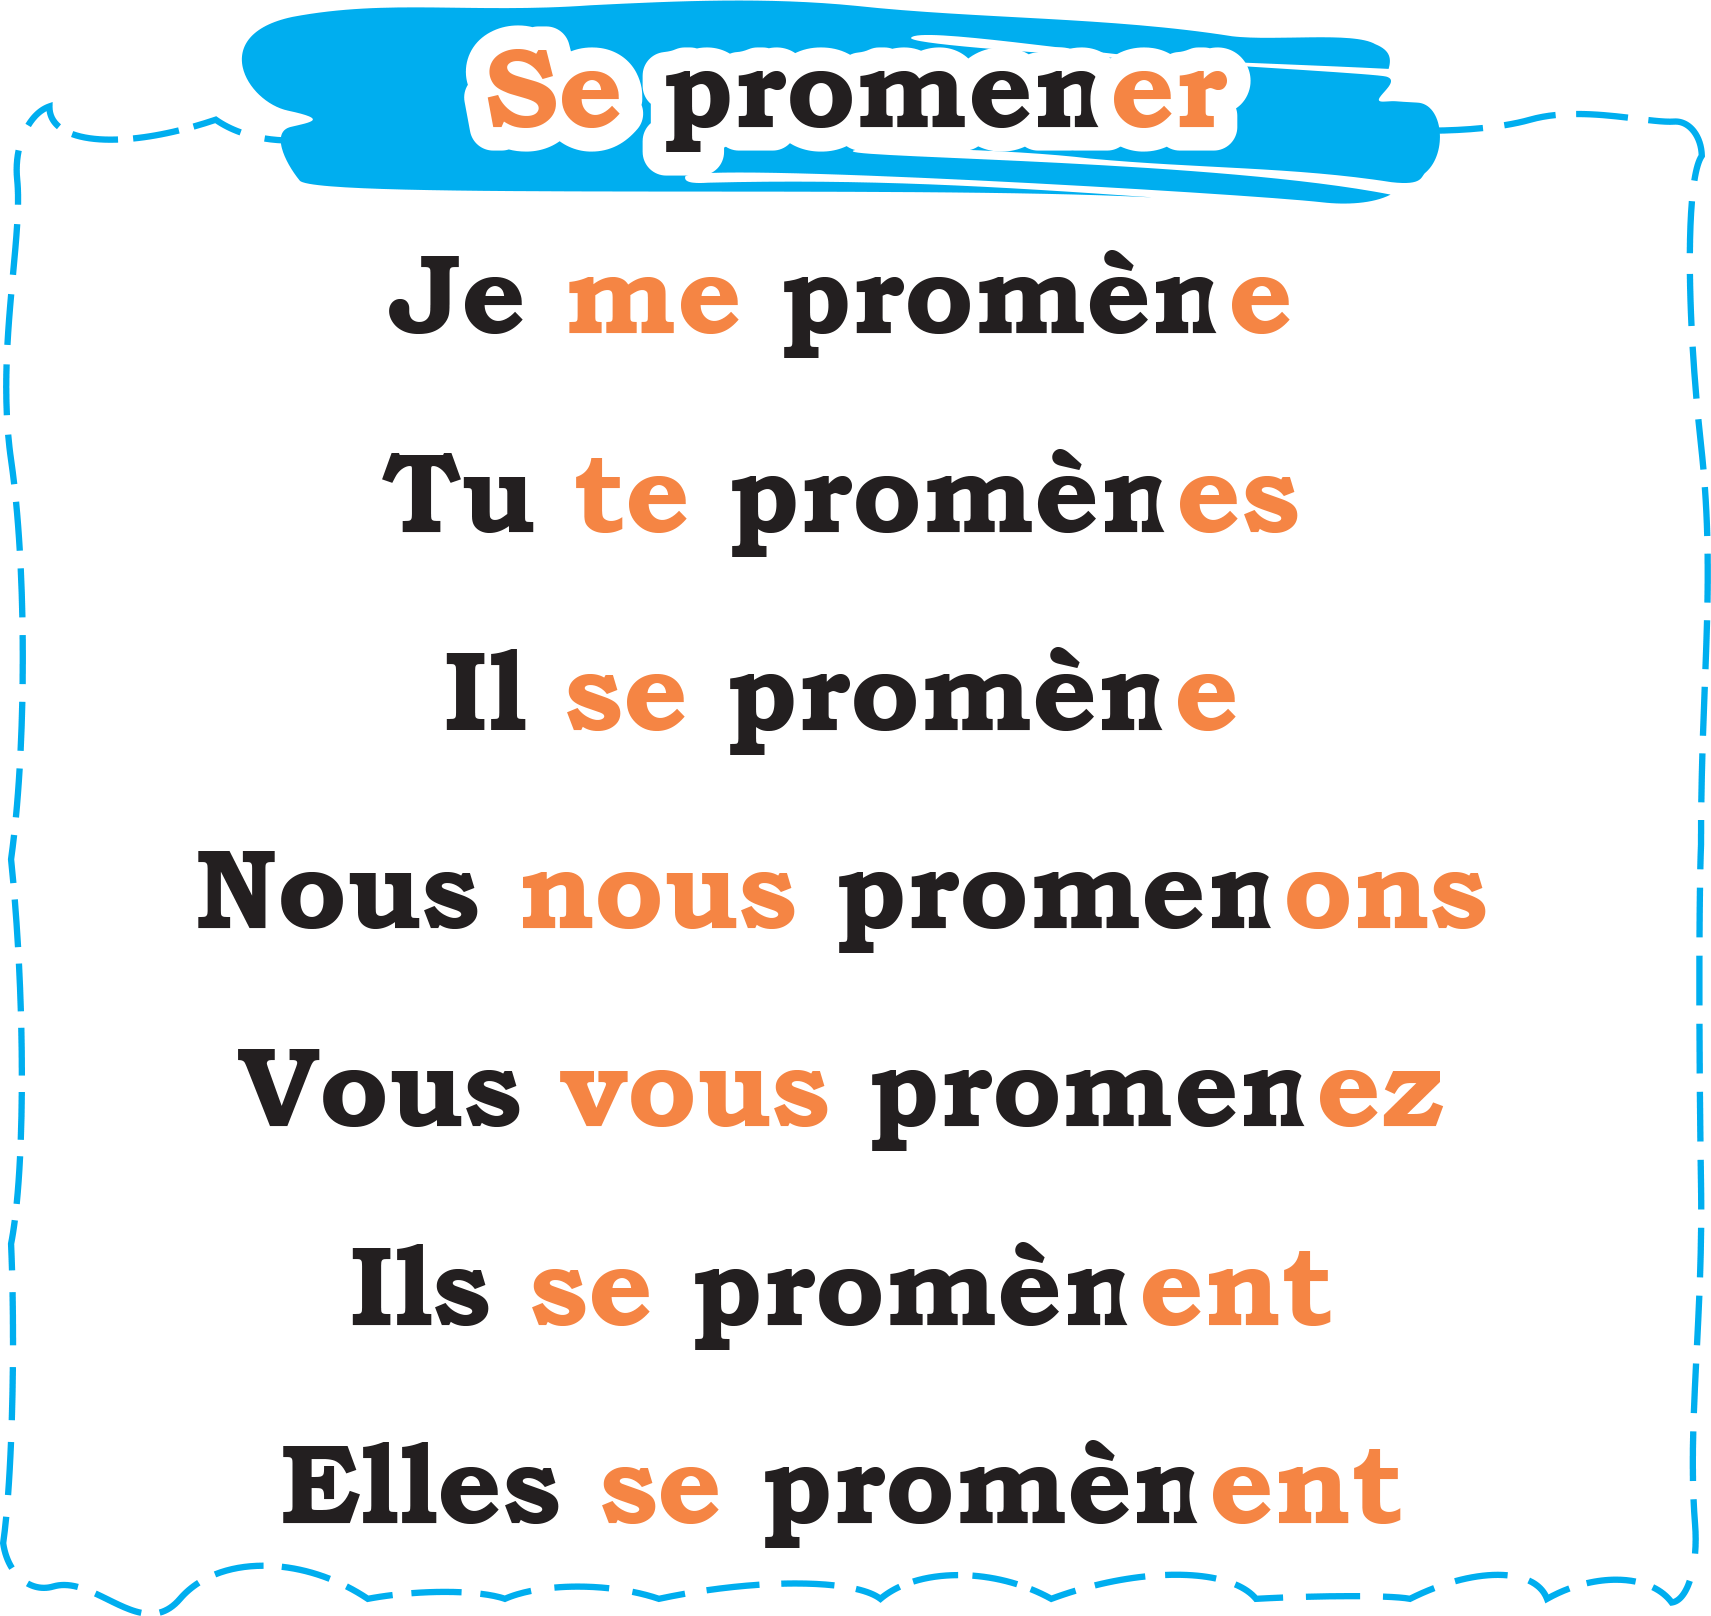 Se promener
Je me promène
Tu te promènes
Il se promène
Nous nous promenons
Vous vous promenez
Ils se promènent
Elles se promènent